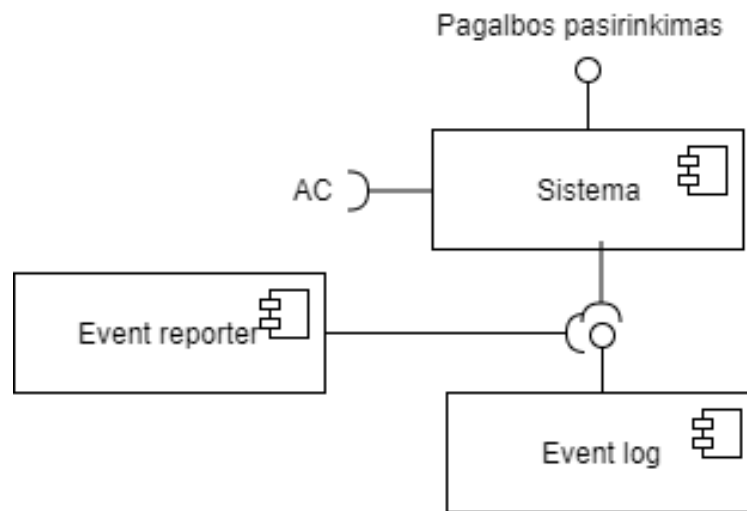 Pagalbos pasirinkimas
AC
Sistema
Event reporter
Event log